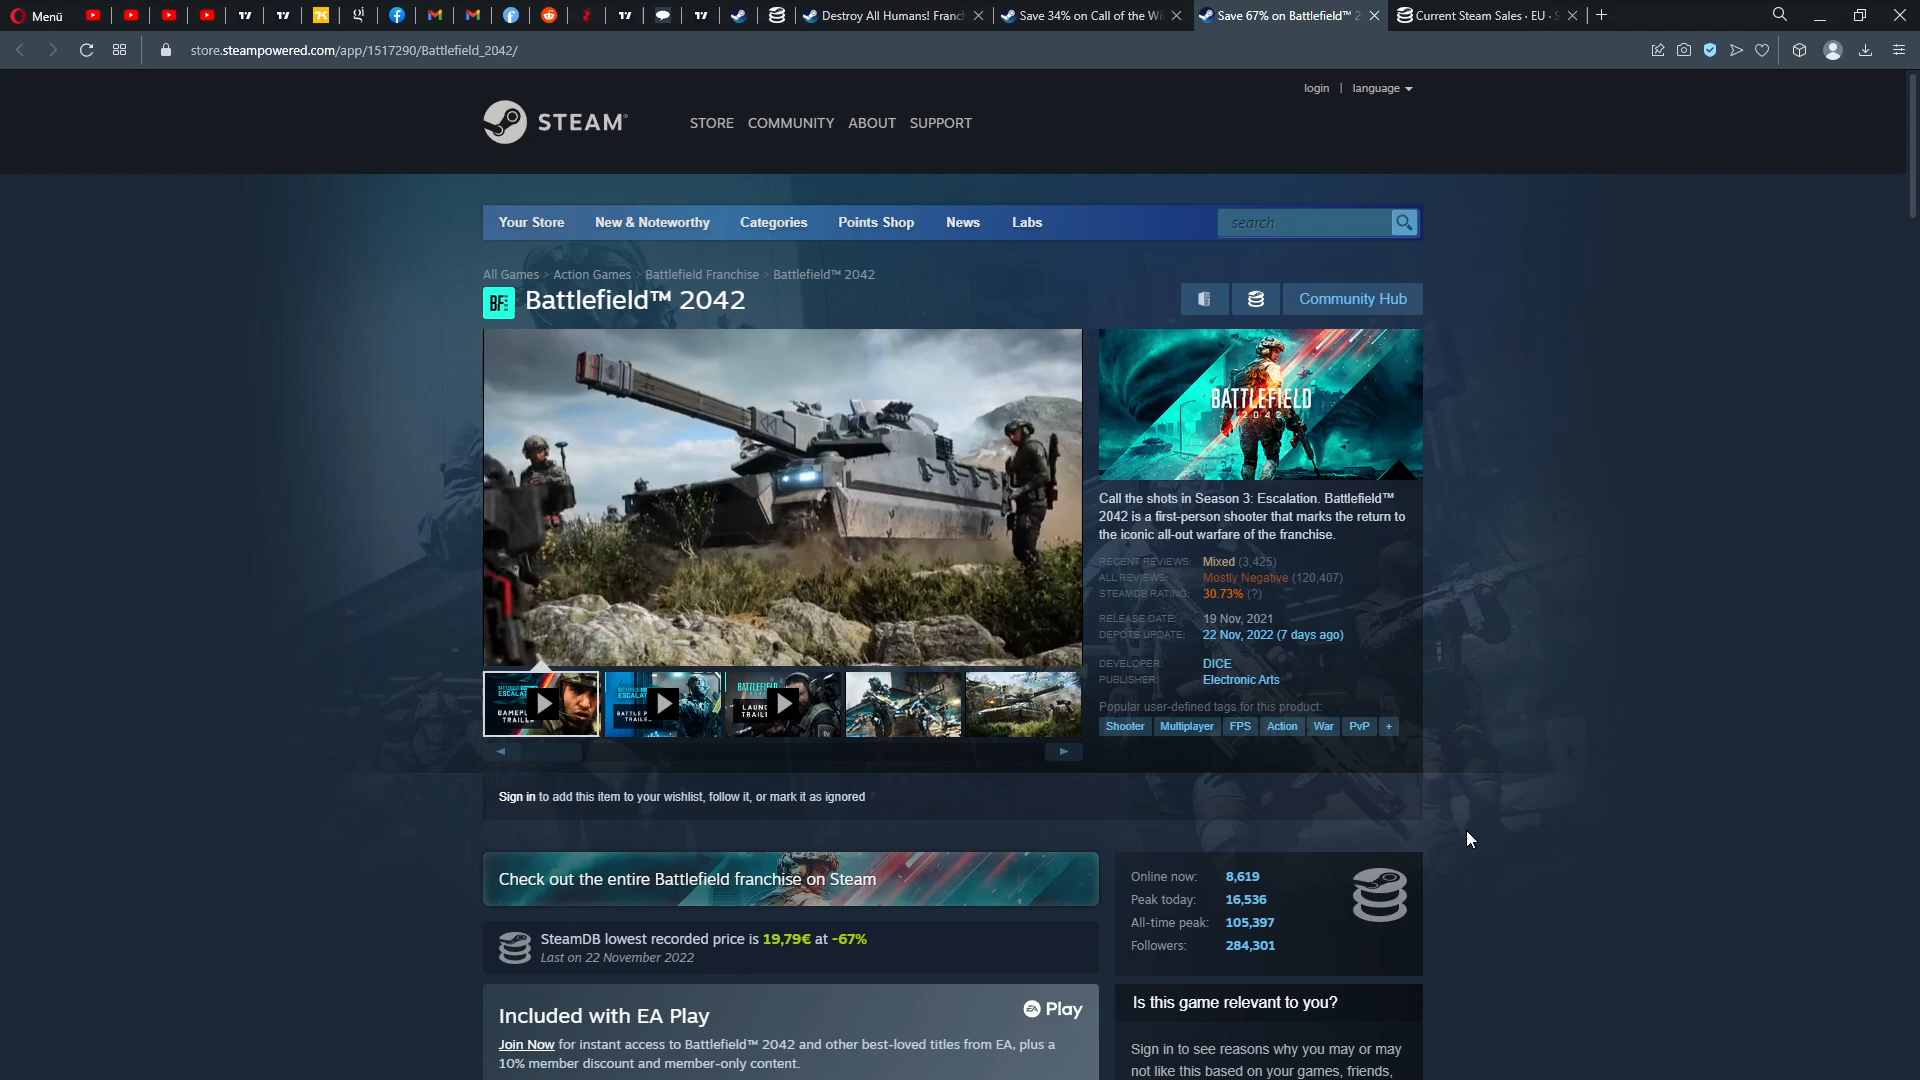 Menü
Destroy All Humans! Franc
Save 34% on Call of the Wi
Save 67% on Battlefield™ 2
Current Steam Sales · EU · S
store.steampowered.com/app/1517290/Battlefield_2042/
login | language
STEAM
STORE COMMUNITY ABOUT SUPPORT
Your Store New & Noteworthy Categories Points Shop News Labs
search
All Games > Action Games > Battlefield Franchise > Battlefield™ 2042
BF
Battlefield™ 2042
Community Hub
BATTLEFIELD
2042
Call the shots in Season 3: Escalation. Battlefield™
2042 is a first-person shooter that marks the return to
the iconic all-out warfare of the franchise.
RECENT REVIEWS: Mixed (3,425)
ALL REVIEWS: Mostly Negative (120,407)
STEAMDB RATING: 30.73% (?)
RELEASE DATE: 19 Nov, 2021
DEPOTS UPDATE: 22 Nov, 2022 (7 days ago)
DEVELOPER: DICE
PUBLISHER: Electronic Arts
Popular user-defined tags for this product:
Shooter Multiplayer FPS Action War PvP +
Sign in to add this item to your wishlist, follow it, or mark it as ignored
Check out the entire Battlefield franchise on Steam
Online now: 8,619
Peak today: 16,536
All-time peak: 105,397
Followers: 284,301
SteamDB lowest recorded price is 19,79€ at -67%
Last on 22 November 2022
Included with EA Play
EA Play
Join Now for instant access to Battlefield™ 2042 and other best-loved titles from EA, plus a
10% member discount and member-only content.
Is this game relevant to you?
Sign in to see reasons why you may or may
not like this based on your games, friends,